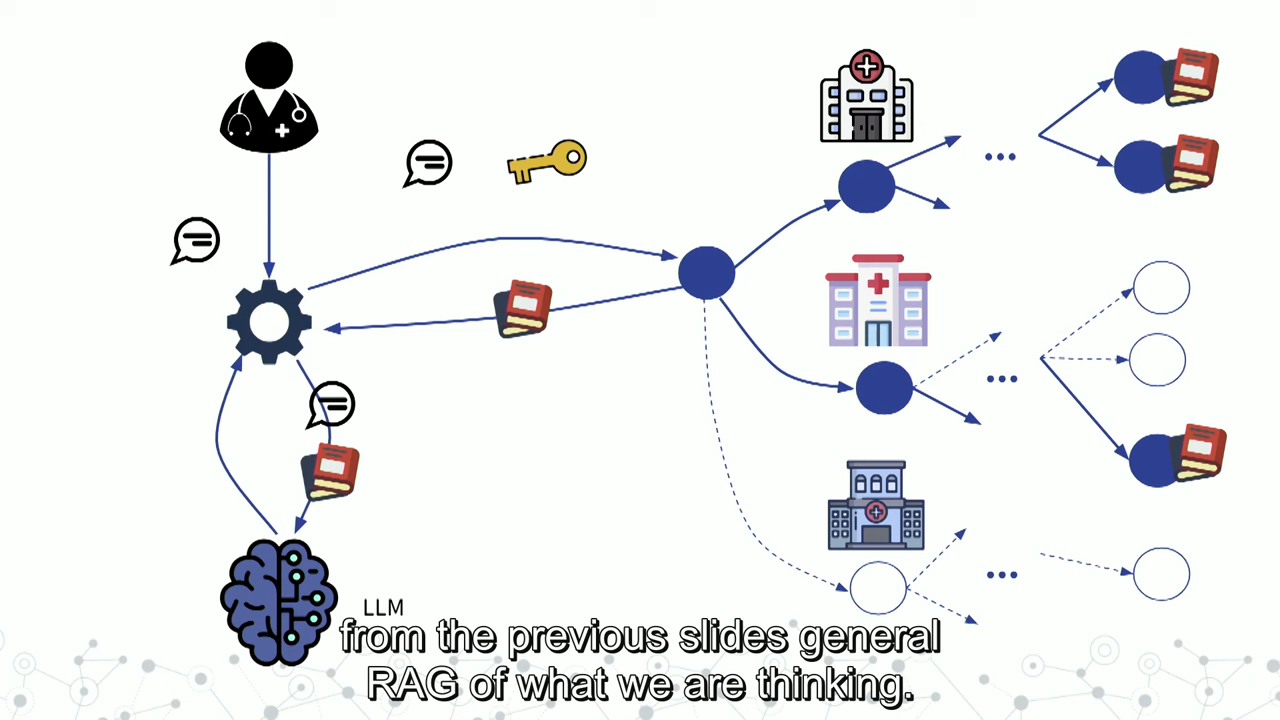 LLM
from the previous slides general
RAG of what we are thinking.